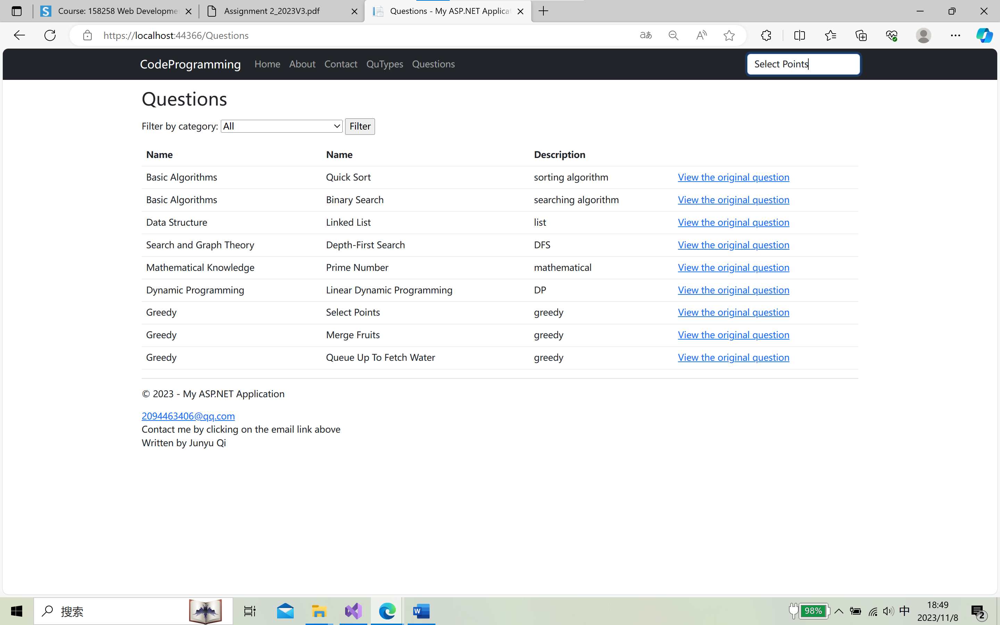 Course: 158258 Web Developme
Assignment 2_2023V3.pdf
Questions - My ASP.NET Applicat
https://localhost:44366/Questions
CodeProgramming Home About Contact QuTypes Questions Select Points
Questions
Filter by category: All Filter
Name Name Description
Basic Algorithms Quick Sort sorting algorithm View the original question
Basic Algorithms Binary Search searching algorithm View the original question
Data Structure Linked List list View the original question
Search and Graph Theory Depth-First Search DFS View the original question
Mathematical Knowledge Prime Number mathematical View the original question
Dynamic Programming Linear Dynamic Programming DP View the original question
Greedy Select Points greedy View the original question
Greedy Merge Fruits greedy View the original question
Greedy Queue Up To Fetch Water greedy View the original question
© 2023 - My ASP.NET Application
2094463406@qq.com
Contact me by clicking on the email link above
Written by Junyu Qi
搜索
98%
中
18:49
2023/11/8
2